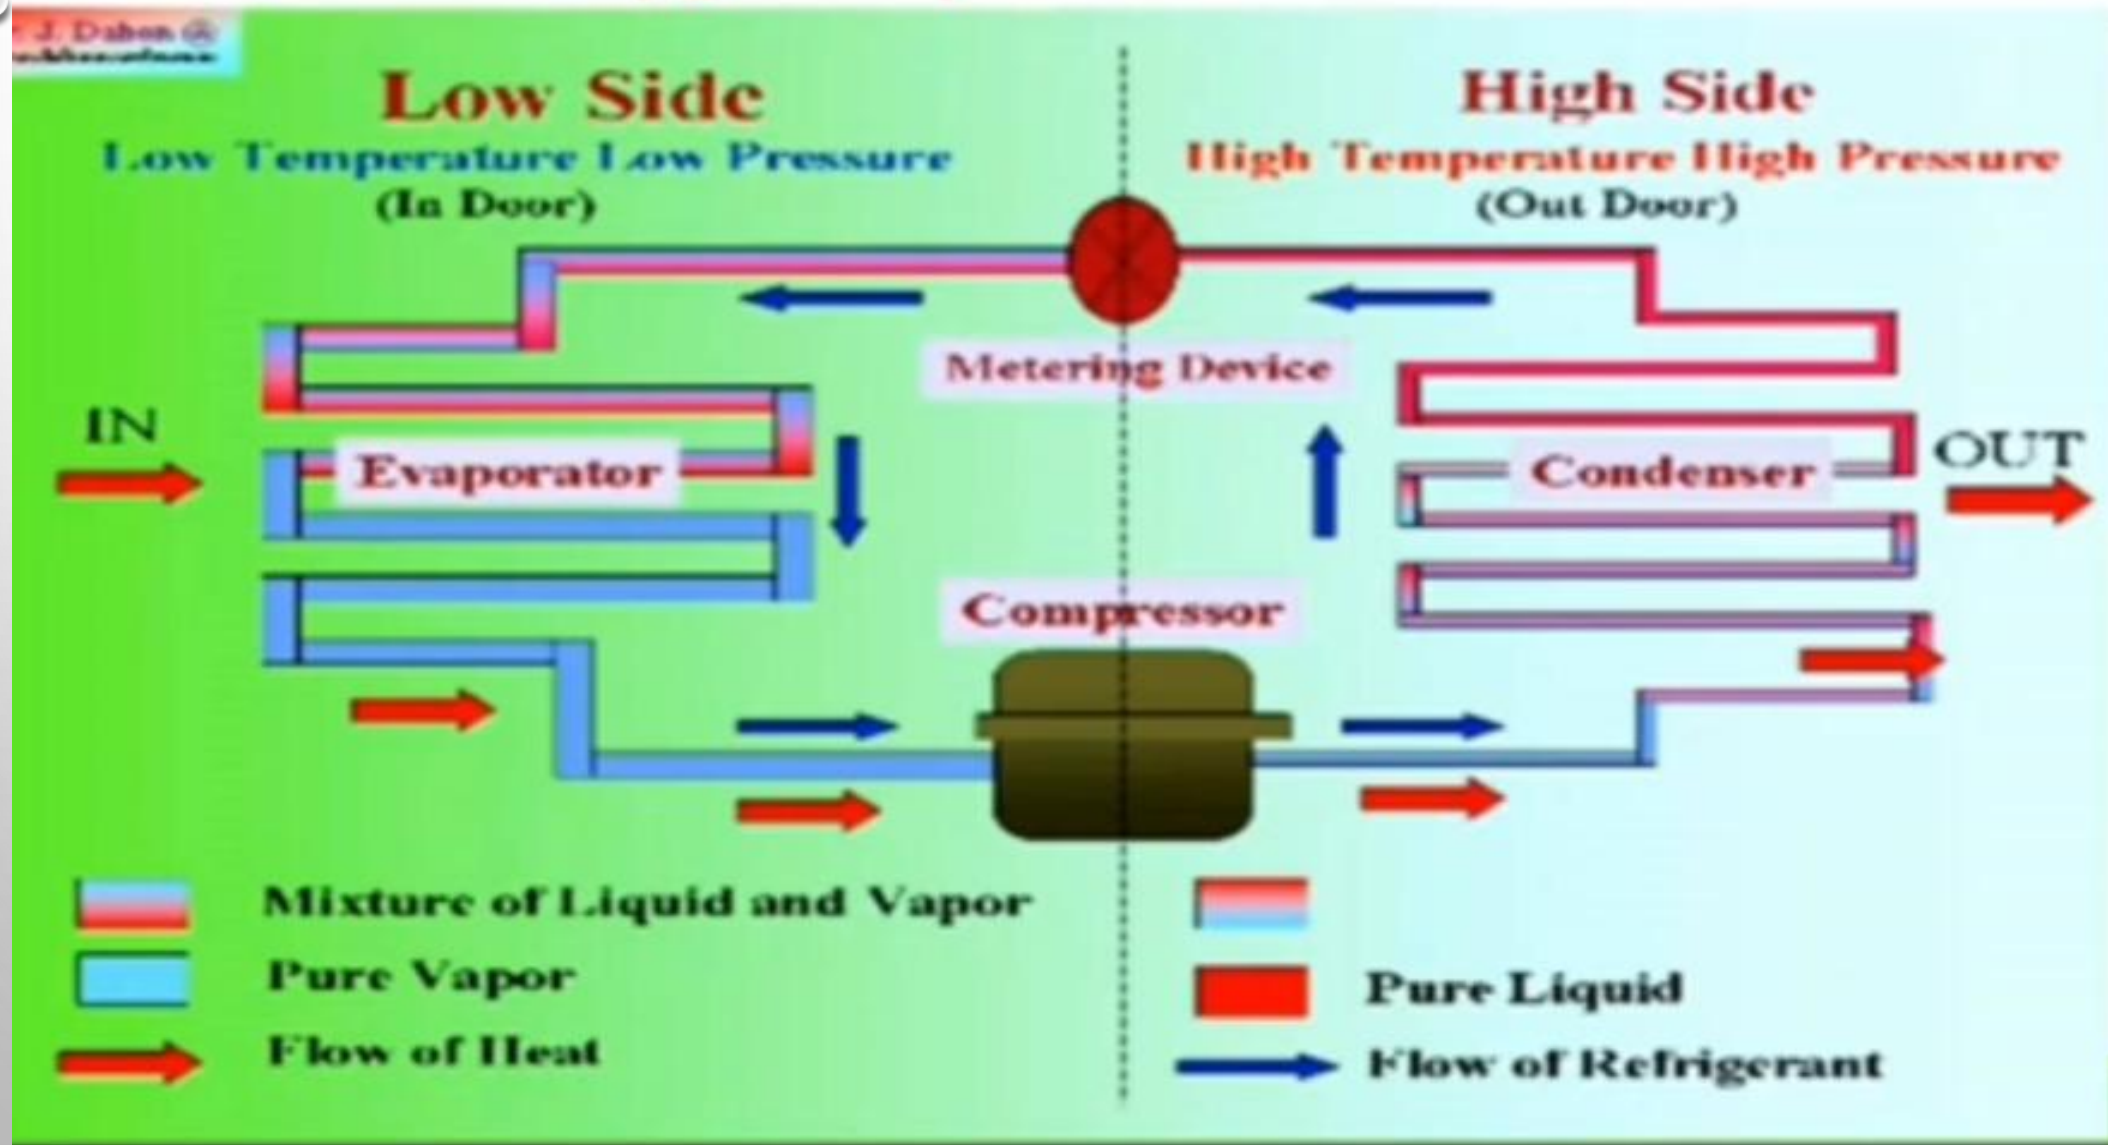 J. Dabon ®
Low Side
Low Temperature Low Pressure
(In Door)
High Side
High Temperature High Pressure
(Out Door)
Metering Device
IN
Evaporator
Condenser
OUT
Compressor
Mixture of Liquid and Vapor
Pure Vapor
Flow of Heat
Pure Liquid
Flow of Refrigerant